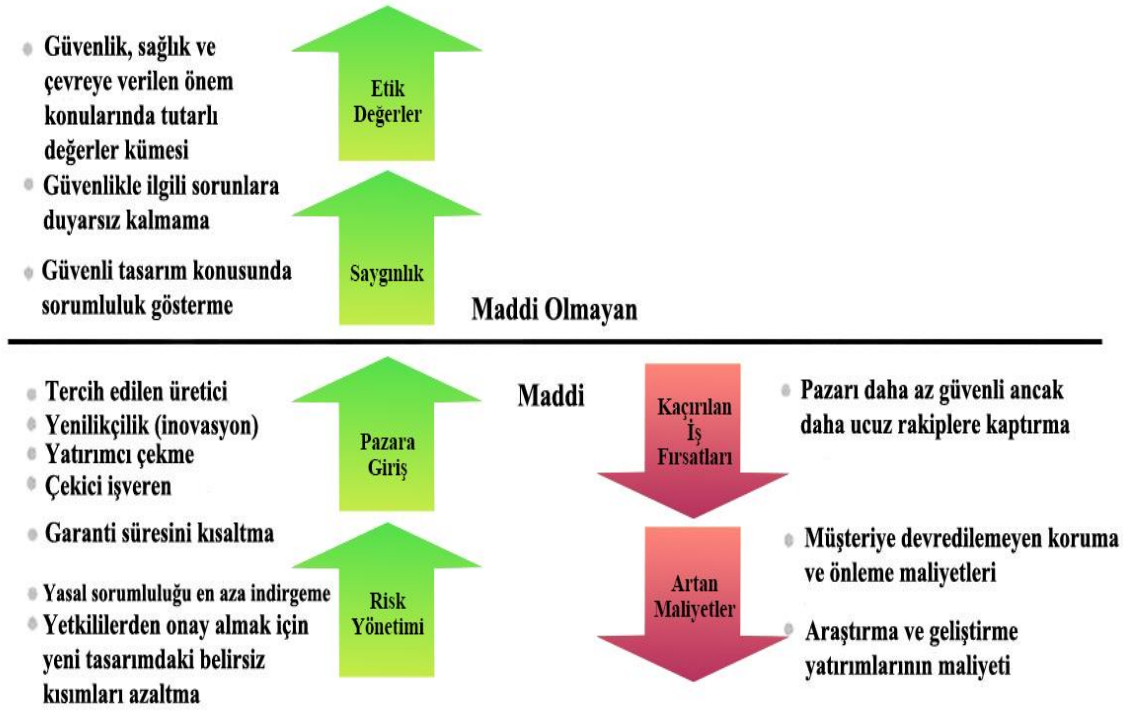 Güvenlik, sağlık ve
çevreye verilen önem
konularında tutarlı
değerler kümesi
Güvenlikle ilgili sorunlara
duyarsız kalmama
Güvenli tasarım konusunda
sorumluluk gösterme
Etik
Değerler
Saygınlık
Maddi Olmayan
Tercih edilen üretici
Yenilikçilik (inovasyon)
Yatırımcı çekme
Çekici işveren
Garanti süresini kısaltma
Yasal sorumluluğu en aza indirgeme
Yetkililerden onay almak için
yeni tasarımdaki belirsiz
kısımları azaltma
Pazara
Giriş
Risk
Yönetimi
Maddi
Kaçırılan
İş
Fırsatları
Artan
Maliyetler
Pazarı daha az güvenli ancak
daha ucuz rakiplere kaptırma
Müşteriye devredilemeyen koruma
ve önleme maliyetleri
Araştırma ve geliştirme
yatırımlarının maliyeti